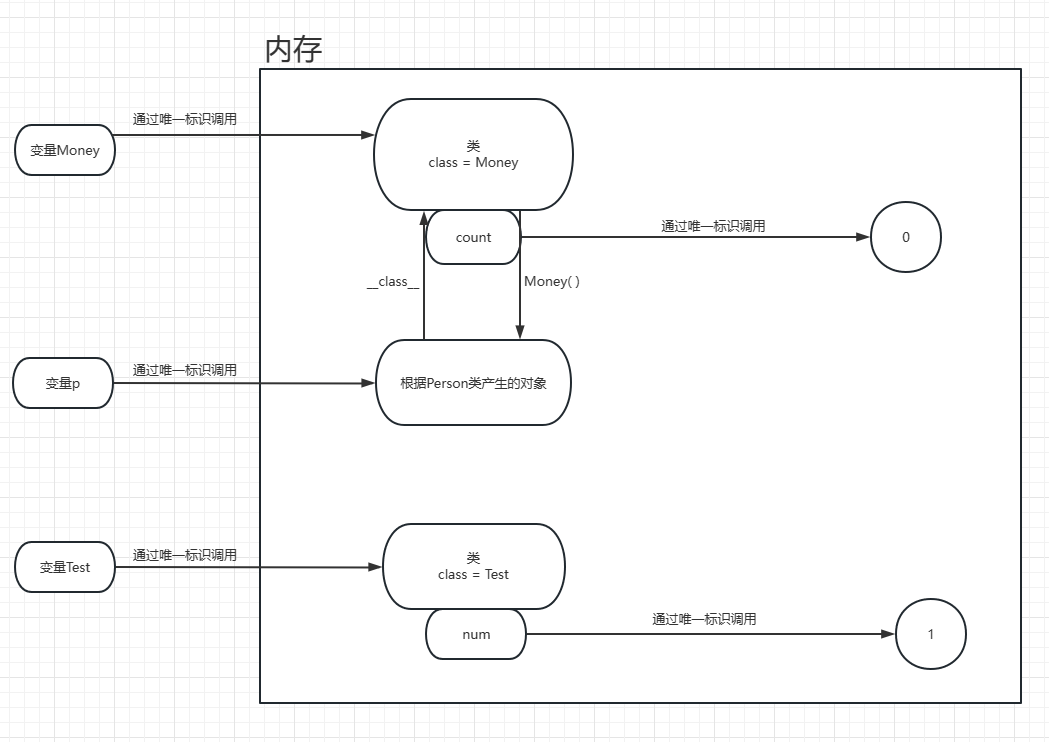 内存
通过唯一标识调用
变量Money
类
class = Money
count
通过唯一标识调用
0
__class__
Money( )
通过唯一标识调用
变量p
根据Person类产生的对象
通过唯一标识调用
变量Test
类
class = Test
num
通过唯一标识调用
1